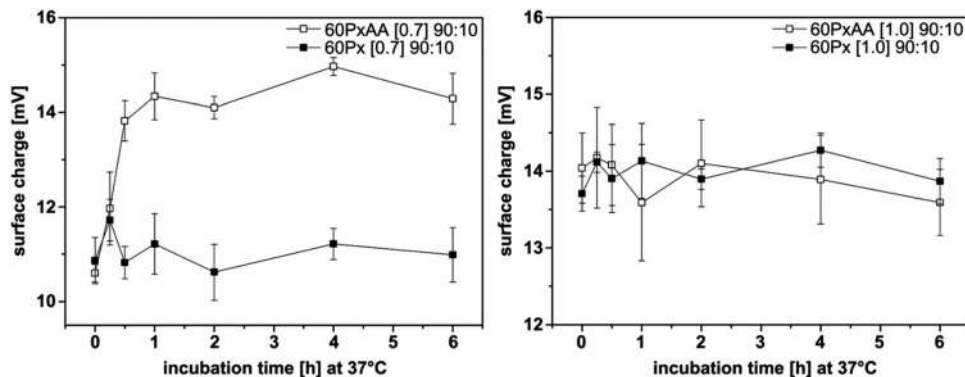 60PxAA [0.7] 90:10
60Px [0.7] 90:10
16
14
12
10
surface charge [mV]
0 1 2 3 4 5 6
incubation time [h] at 37°C
60PxAA [1.0] 90:10
60Px [1.0] 90:10
16
15
14
13
12
surface charge [mV]
0 2 4 6
incubation time [h] at 37°C